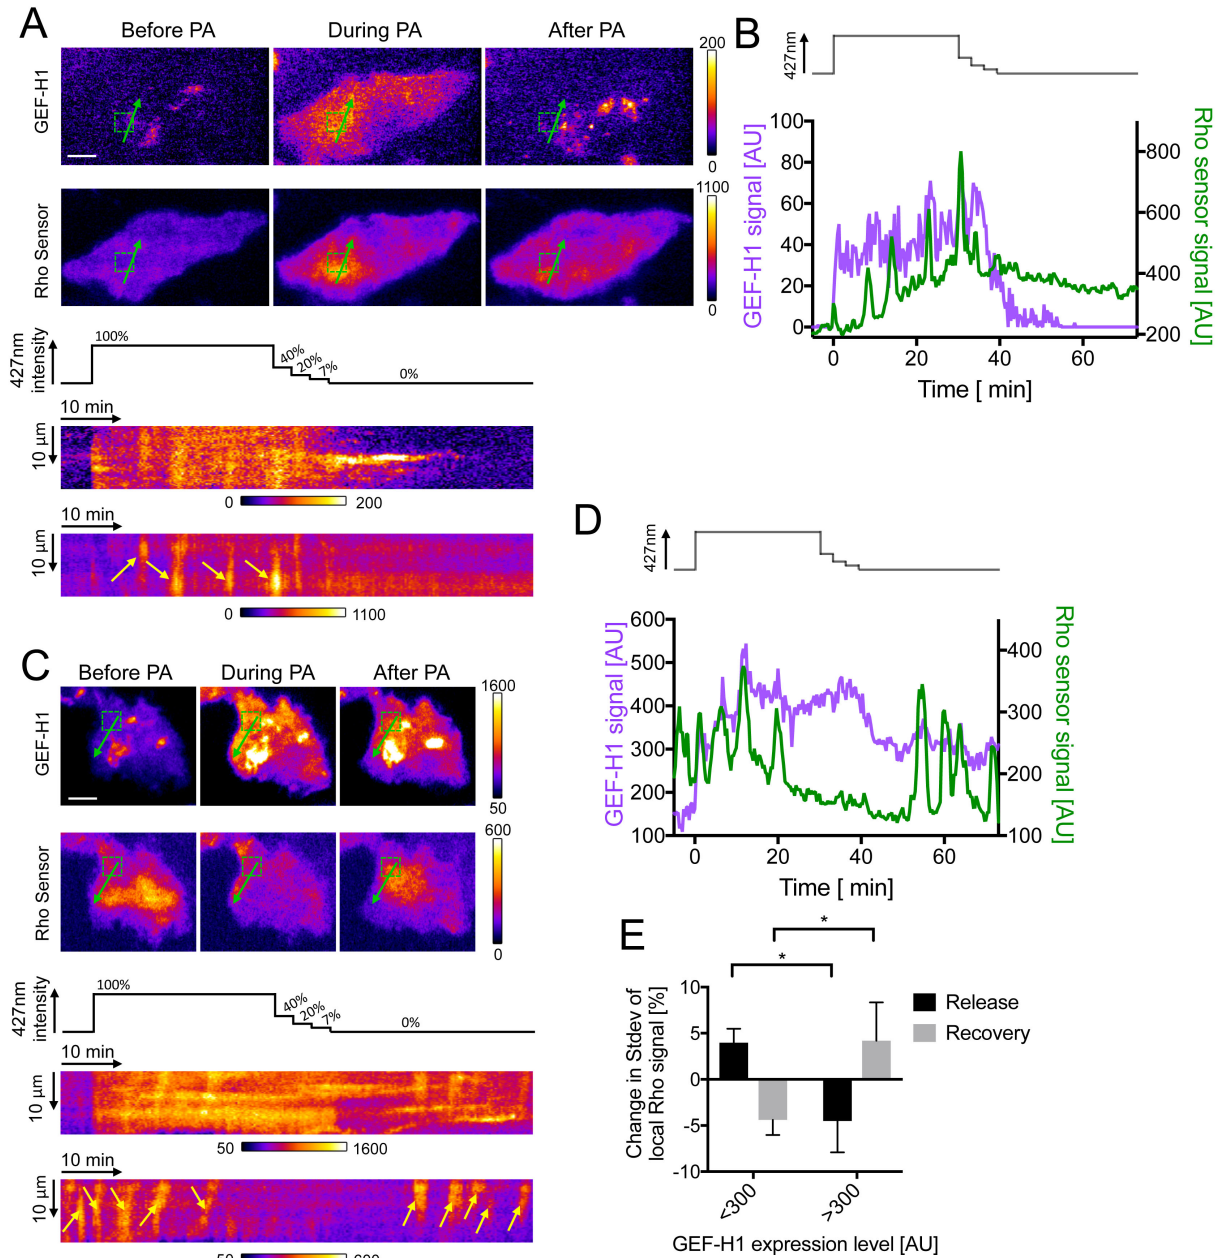 A
Before PA
During PA
After PA
GEF-H1
200
0
Rho Sensor
1100
0
427nm
intensity
100%
40%
20%
7%
0%
10 min
10 µm
0
200
10 min
10 µm
0
1100
B
427nm
GEF-H1 signal [AU]
100
80
60
40
20
0
Rho sensor signal [AU]
800
600
400
200
0
20
40
60
Time [ min]
C
Before PA
During PA
After PA
GEF-H1
1600
50
Rho Sensor
600
0
427nm
intensity
100%
40%
20%
7%
0%
10 min
10 µm
50
1600
10 min
10 µm
D
427nm
GEF-H1 signal [AU]
600
500
400
300
200
100
Rho sensor signal [AU]
400
300
200
100
0
20
40
60
Time [ min]
E
*
*
Change in Stdev of
local Rho signal [%]
10
5
0
-5
-10
Release
Recovery
<300
>300
GEF-H1 expression level [AU]